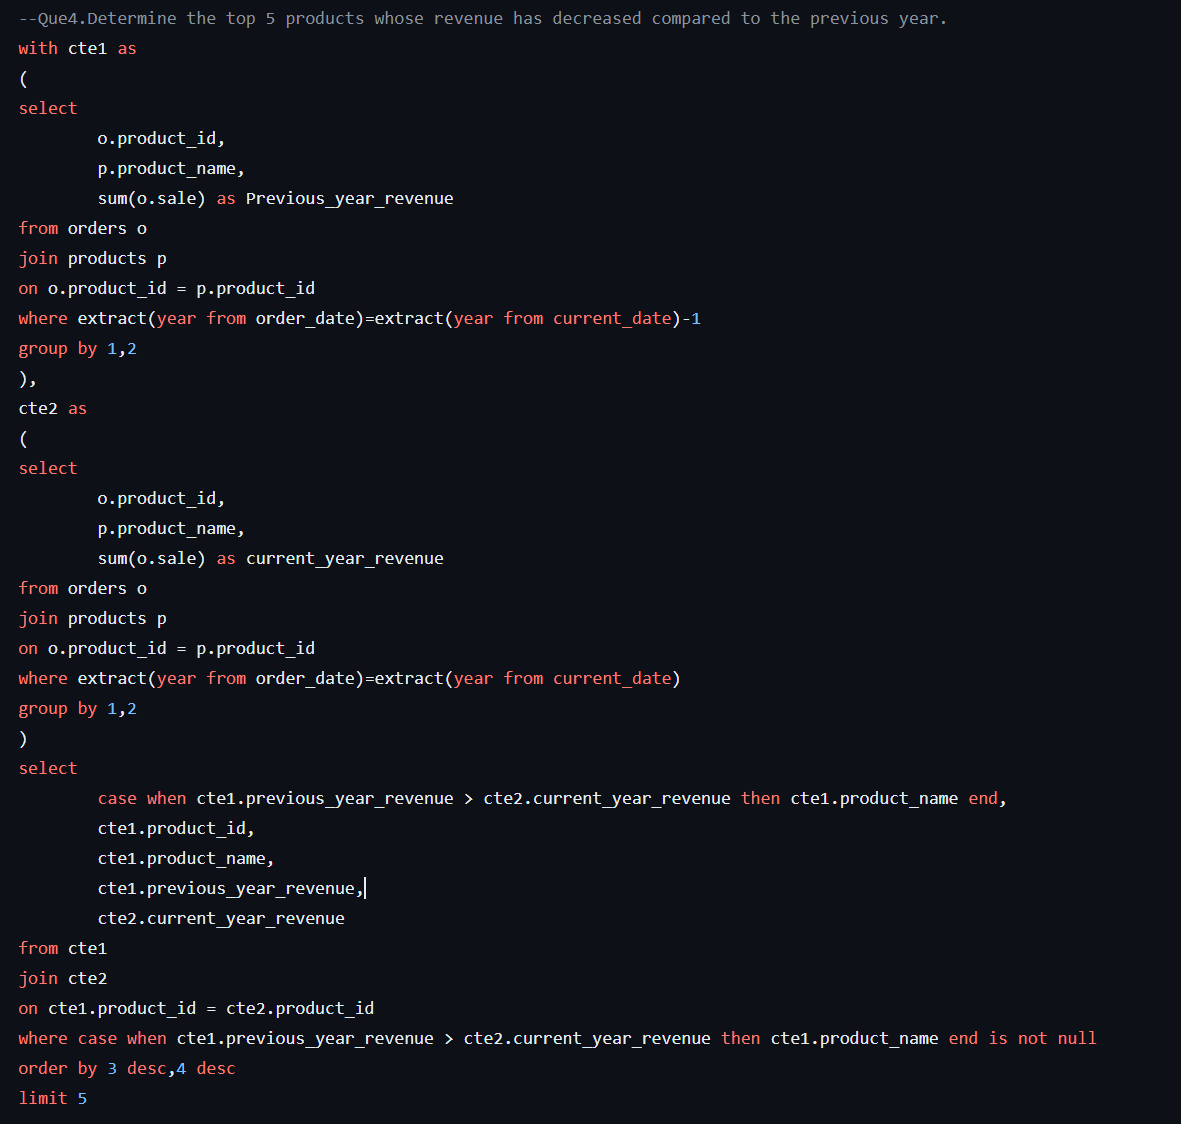 --Que4.Determine the top 5 products whose revenue has decreased compared to the previous year.
with cte1 as
(
select
o.product_id,
p.product_name,
sum(o.sale) as Previous_year_revenue
from orders o
join products p
on o.product_id = p.product_id
where extract(year from order_date)=extract(year from current_date)-1
group by 1,2
),
cte2 as
(
select
o.product_id,
p.product_name,
sum(o.sale) as current_year_revenue
from orders o
join products p
on o.product_id = p.product_id
where extract(year from order_date)=extract(year from current_date)
group by 1,2
)
select
case when cte1.previous_year_revenue > cte2.current_year_revenue then cte1.product_name end,
cte1.product_id,
cte1.product_name,
cte1.previous_year_revenue,
cte2.current_year_revenue
from cte1
join cte2
on cte1.product_id = cte2.product_id
where case when cte1.previous_year_revenue > cte2.current_year_revenue then cte1.product_name end is not null
order by 3 desc,4 desc
limit 5